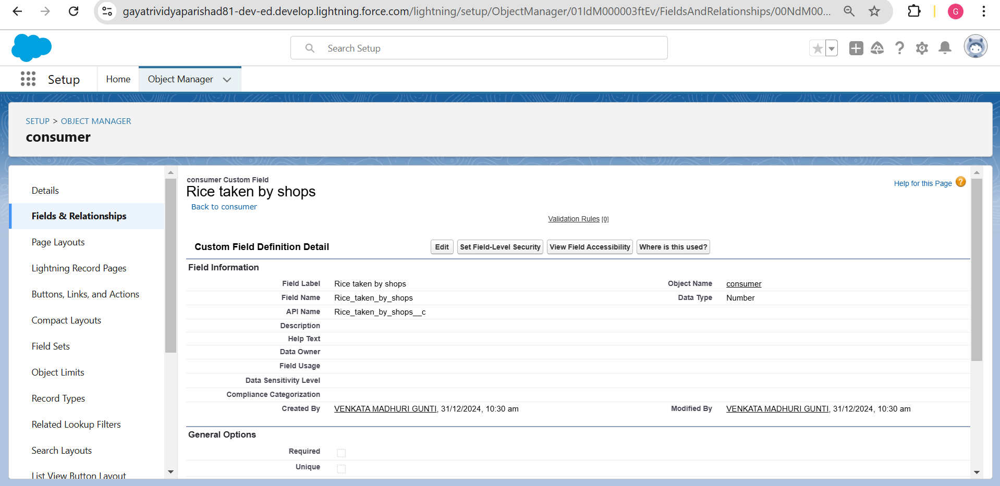 gayatrividyaparishad81-dev-ed.develop.lightning.force.com/lightning/setup/ObjectManager/01IdM000003ftEv/FieldsAndRelationships/00NdM00...
G
Search Setup
Setup
Home
Object Manager
SETUP > OBJECT MANAGER
consumer
Details
Fields & Relationships
Page Layouts
Lightning Record Pages
Buttons, Links, and Actions
Compact Layouts
Field Sets
Object Limits
Record Types
Related Lookup Filters
Search Layouts
List View Button Layout
consumer Custom Field
Rice taken by shops
Back to consumer
Help for this Page ?
Validation Rules [0]
Custom Field Definition Detail
Edit
Set Field-Level Security
View Field Accessibility
Where is this used?
Field Information
Field Label Rice taken by shops Object Name consumer
Field Name Rice_taken_by_shops Data Type Number
API Name Rice_taken_by_shops__c
Description
Help Text
Data Owner
Field Usage
Data Sensitivity Level
Compliance Categorization
Created By VENKATA MADHURI GUNTI, 31/12/2024, 10:30 am Modified By VENKATA MADHURI GUNTI, 31/12/2024, 10:30 am
General Options
Required
Unique